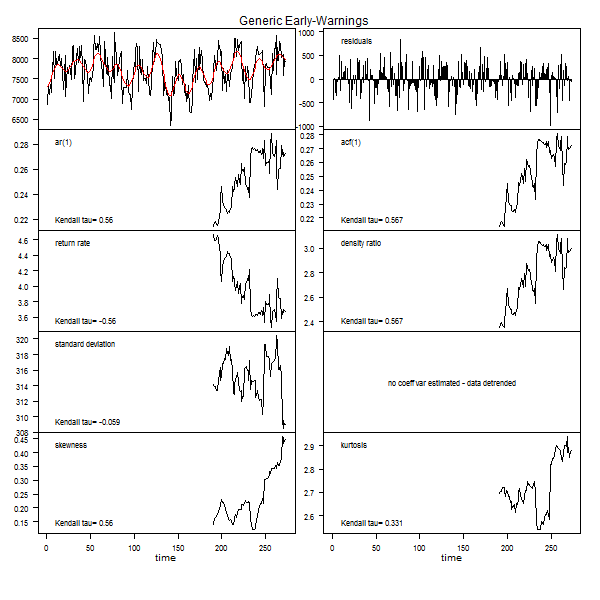 Generic Early-Warnings
8500
8000
7500
7000
6500
1000
500
0
-500
-1000
residuals
0.28
0.26
0.24
0.22
ar(1)
Kendall tau= 0.56
0.28
0.26
0.24
0.22
acf(1)
Kendall tau= 0.567
4.6
4.4
4.2
4.0
3.8
3.6
return rate
Kendall tau= -0.56
3.0
2.8
2.6
2.4
density ratio
Kendall tau= 0.567
320
318
316
314
312
310
308
standard deviation
Kendall tau= -0.059
no coeff var estimated - data detrended
0.45
0.40
0.35
0.30
0.25
0.20
0.15
skewness
Kendall tau= 0.56
0 50 100 150 200 250
time
2.9
2.8
2.7
2.6
kurtosis
Kendall tau= 0.331
0 50 100 150 200 250
time